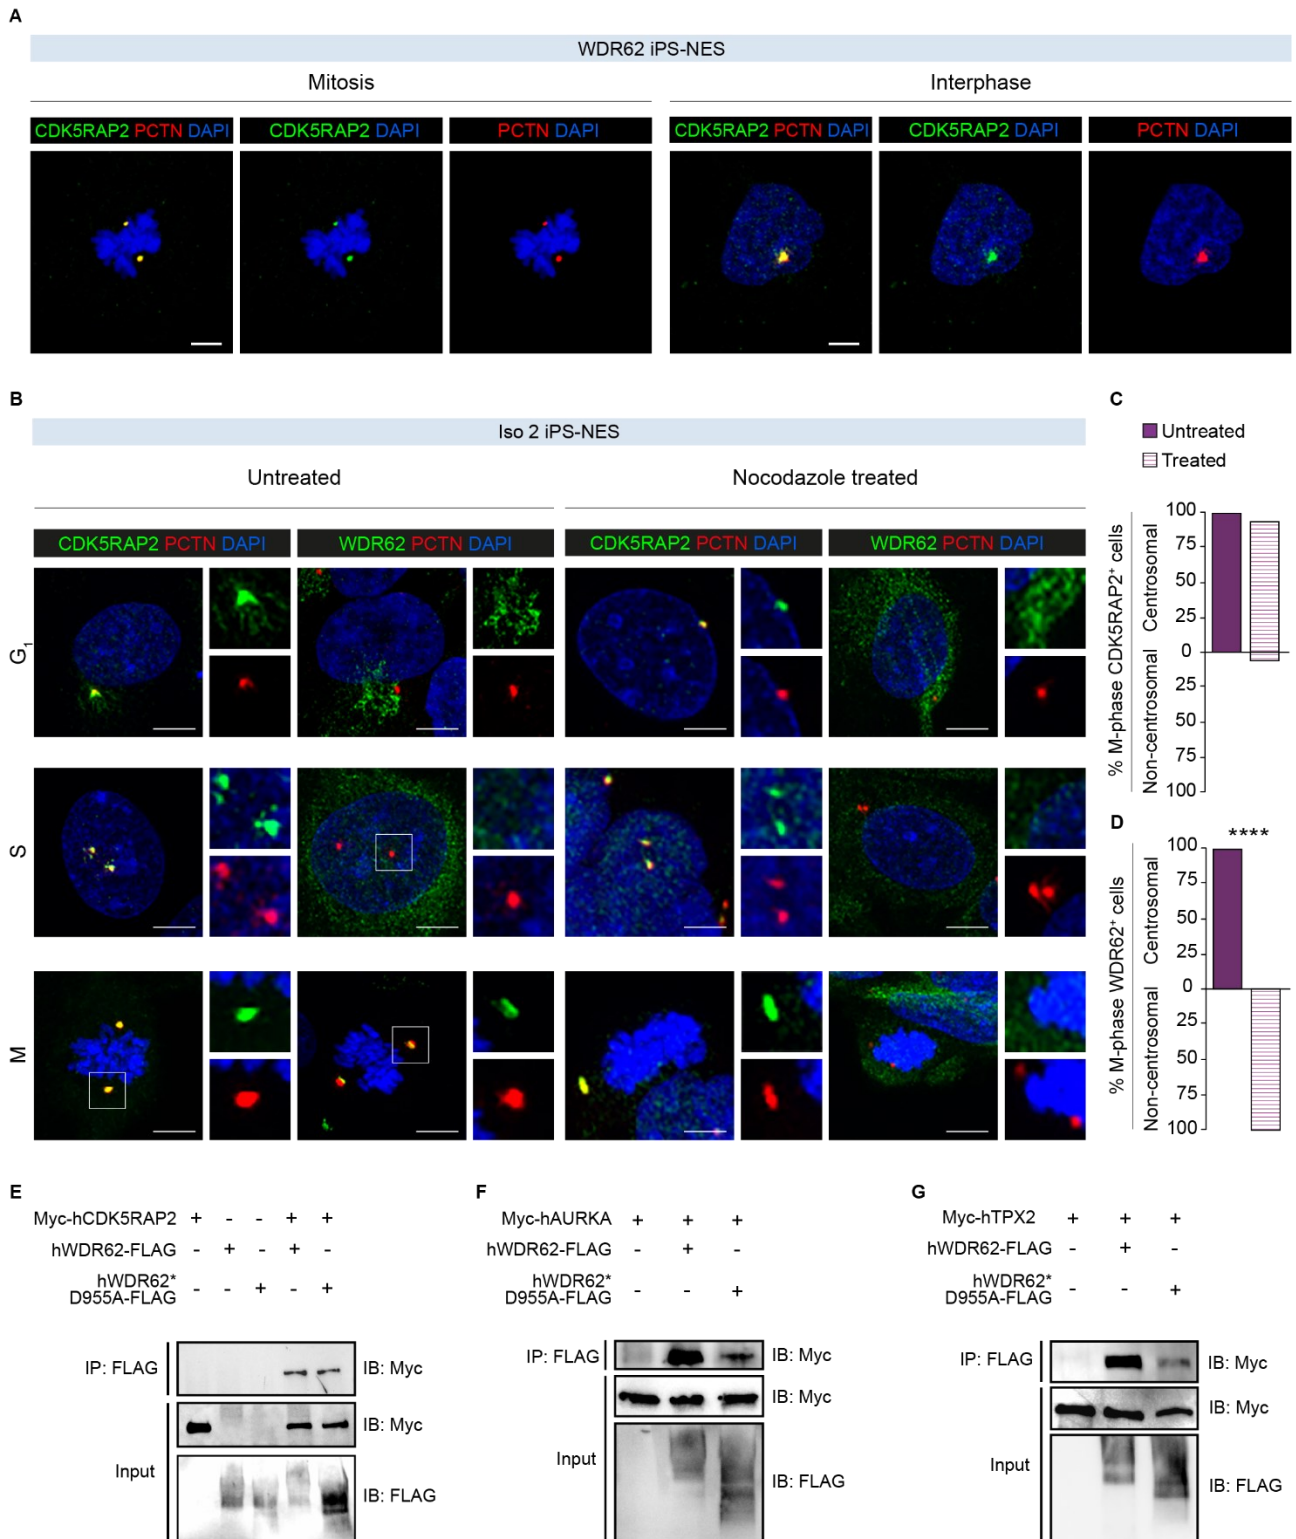 A
WDR62 iPS-NES
Mitosis
Interphase
CDK5RAP2 PCTN DAPI
CDK5RAP2 DAPI
PCTN DAPI
CDK5RAP2 PCTN DAPI
CDK5RAP2 DAPI
PCTN DAPI
B
Iso 2 iPS-NES
Untreated
Nocodazole treated
CDK5RAP2 PCTN DAPI
WDR62 PCTN DAPI
CDK5RAP2 PCTN DAPI
WDR62 PCTN DAPI
G1
S
M
C
Untreated
Treated
% M-phase CDK5RAP2+ cells
Non-centrosomal
Centrosomal
100
75
50
25
0
25
50
75
100
D
****
% M-phase WDR62+ cells
Non-centrosomal
Centrosomal
100
75
50
25
0
25
50
75
100
E
Myc-hCDK5RAP2 + - - + +
hWDR62-FLAG - + - + -
hWDR62*
D955A-FLAG - - + - +
IP: FLAG
IB: Myc
IB: Myc
Input
IB: FLAG
F
Myc-hAURKA + + +
hWDR62-FLAG - + -
hWDR62*
D955A-FLAG - - +
IP: FLAG
IB: Myc
IB: Myc
Input
IB: FLAG
G
Myc-hTPX2 + + +
hWDR62-FLAG - + -
hWDR62*
D955A-FLAG - - +
IP: FLAG
IB: Myc
IB: Myc
Input
IB: FLAG